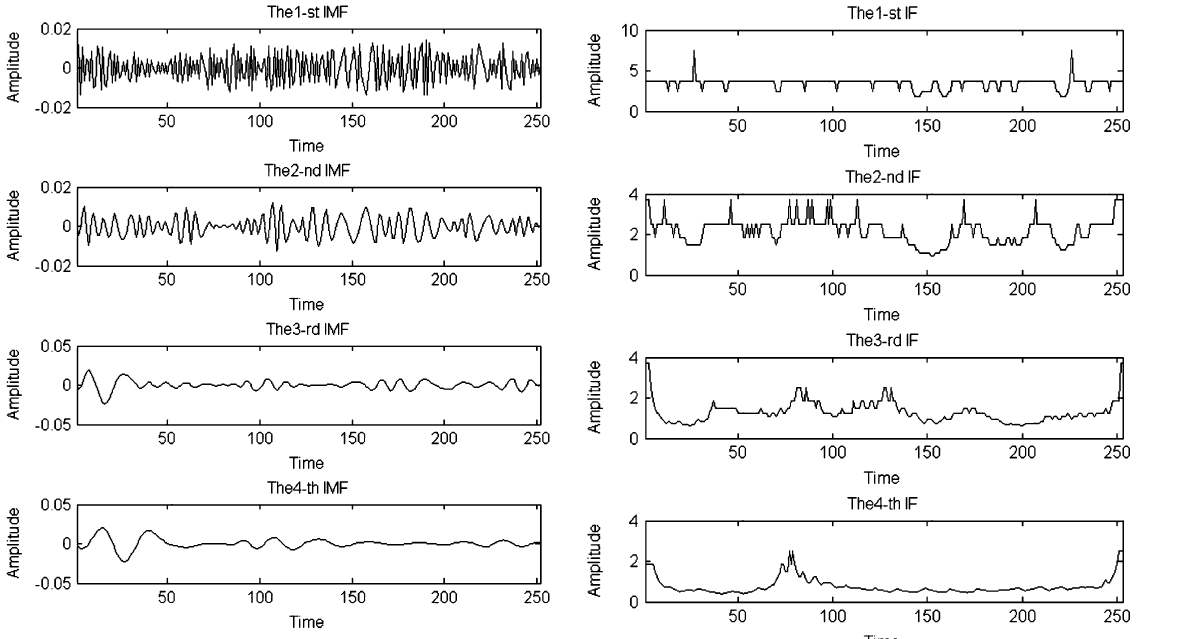 The1-st IMF
0.02
0
-0.02
Amplitude
50 100 150 200 250
Time
The2-nd IMF
0.02
0
-0.02
Amplitude
50 100 150 200 250
Time
The3-rd IMF
0.05
0
-0.05
Amplitude
50 100 150 200 250
Time
The4-th IMF
0.05
0
-0.05
Amplitude
50 100 150 200 250
Time
The1-st IF
10
5
0
Amplitude
50 100 150 200 250
Time
The2-nd IF
4
2
0
Amplitude
50 100 150 200 250
Time
The3-rd IF
4
2
0
Amplitude
50 100 150 200 250
Time
The4-th IF
4
2
0
Amplitude
50 100 150 200 250